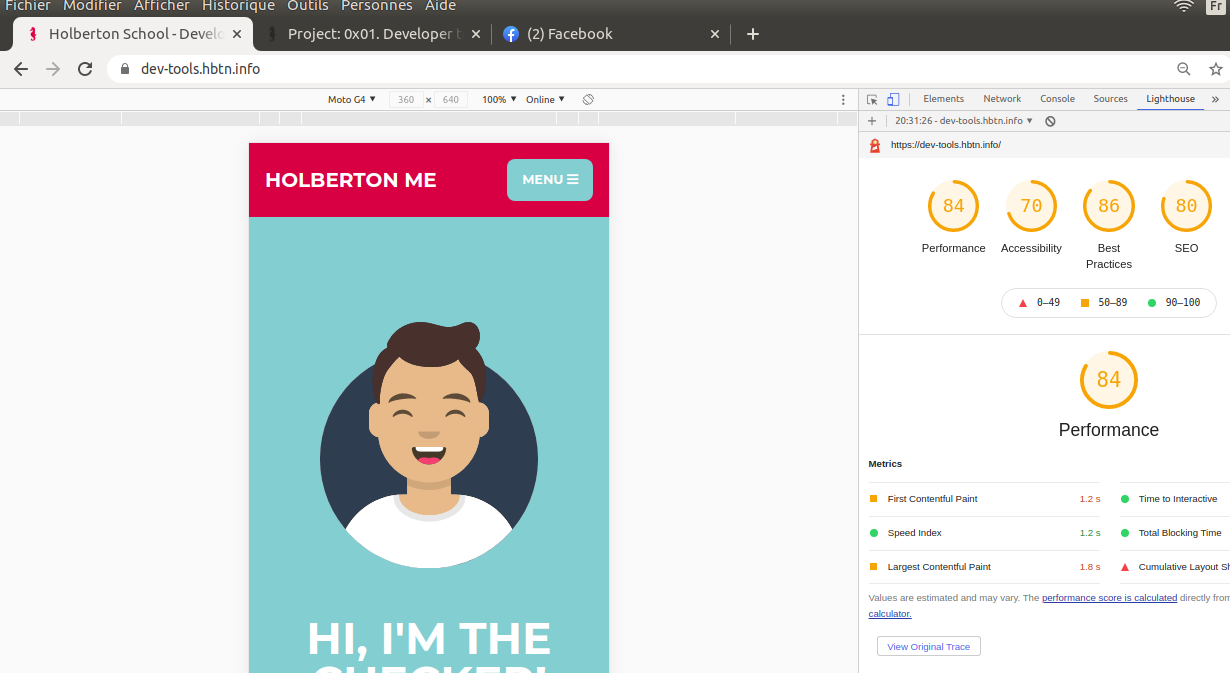 Fichier Modifier Afficher Historique Outils Personnes Aide
Fr
Holberton School - Develo
Project: 0x01. Developer t
(2) Facebook
dev-tools.hbtn.info
Moto G4 360 × 640 100% Online
Elements Network Console Sources Lighthouse »
20:31:26 - dev-tools.hbtn.info
https://dev-tools.hbtn.info/
HOLBERTON ME
MENU
84 70 86 80
Performance Accessibility Best Practices SEO
0–49 50–89 90–100
84
Performance
Metrics
First Contentful Paint 1.2 s
Time to Interactive
Speed Index 1.2 s
Total Blocking Time
Largest Contentful Paint 1.8 s
Cumulative Layout Sh
Values are estimated and may vary. The performance score is calculated directly from
calculator.
View Original Trace
HI, I'M THE
CHECKER!